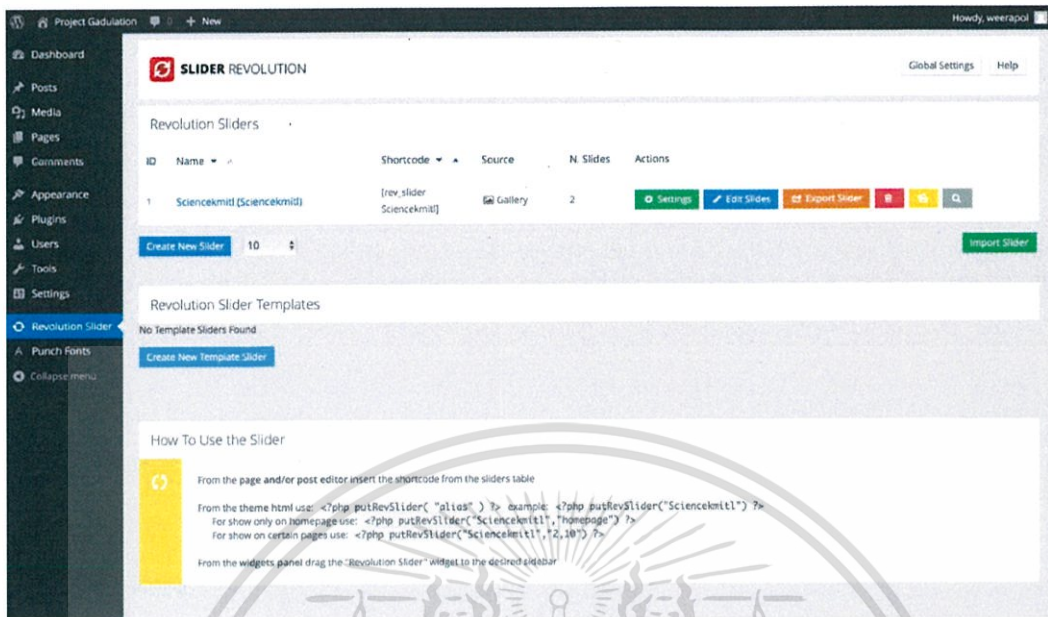 Project Gadulation 0 + New Howdy, weerapol
Dashboard
Posts
Media
Pages
Comments
Appearance
Plugins
Users
Tools
Settings
Revolution Slider
Punch Fonts
Collapse menu
SLIDER REVOLUTION
Global Settings Help
Revolution Sliders
ID Name Shortcode Source N. Slides Actions
1 Sciencekmitl (Sciencekmitl) [rev_slider Gallery 2 Settings Edit Slides Export Slider
Sciencekmitl]
Create New Slider 10 Import Slider
Revolution Slider Templates
No Template Sliders Found
Create New Template Slider
How To Use the Slider
From the page and/or post editor insert the shortcode from the sliders table
From the theme html use: <?php putRevSlider( "alias" ) ?> example: <?php putRevSlider("Sciencekmitl") ?>
For show only on homepage use: <?php putRevSlider("Sciencekmitl","homepage") ?>
For show on certain pages use: <?php putRevSlider("Sciencekmitl","2,10") ?>
From the widgets panel drag the "Revolution Slider" widget to the desired sidebar